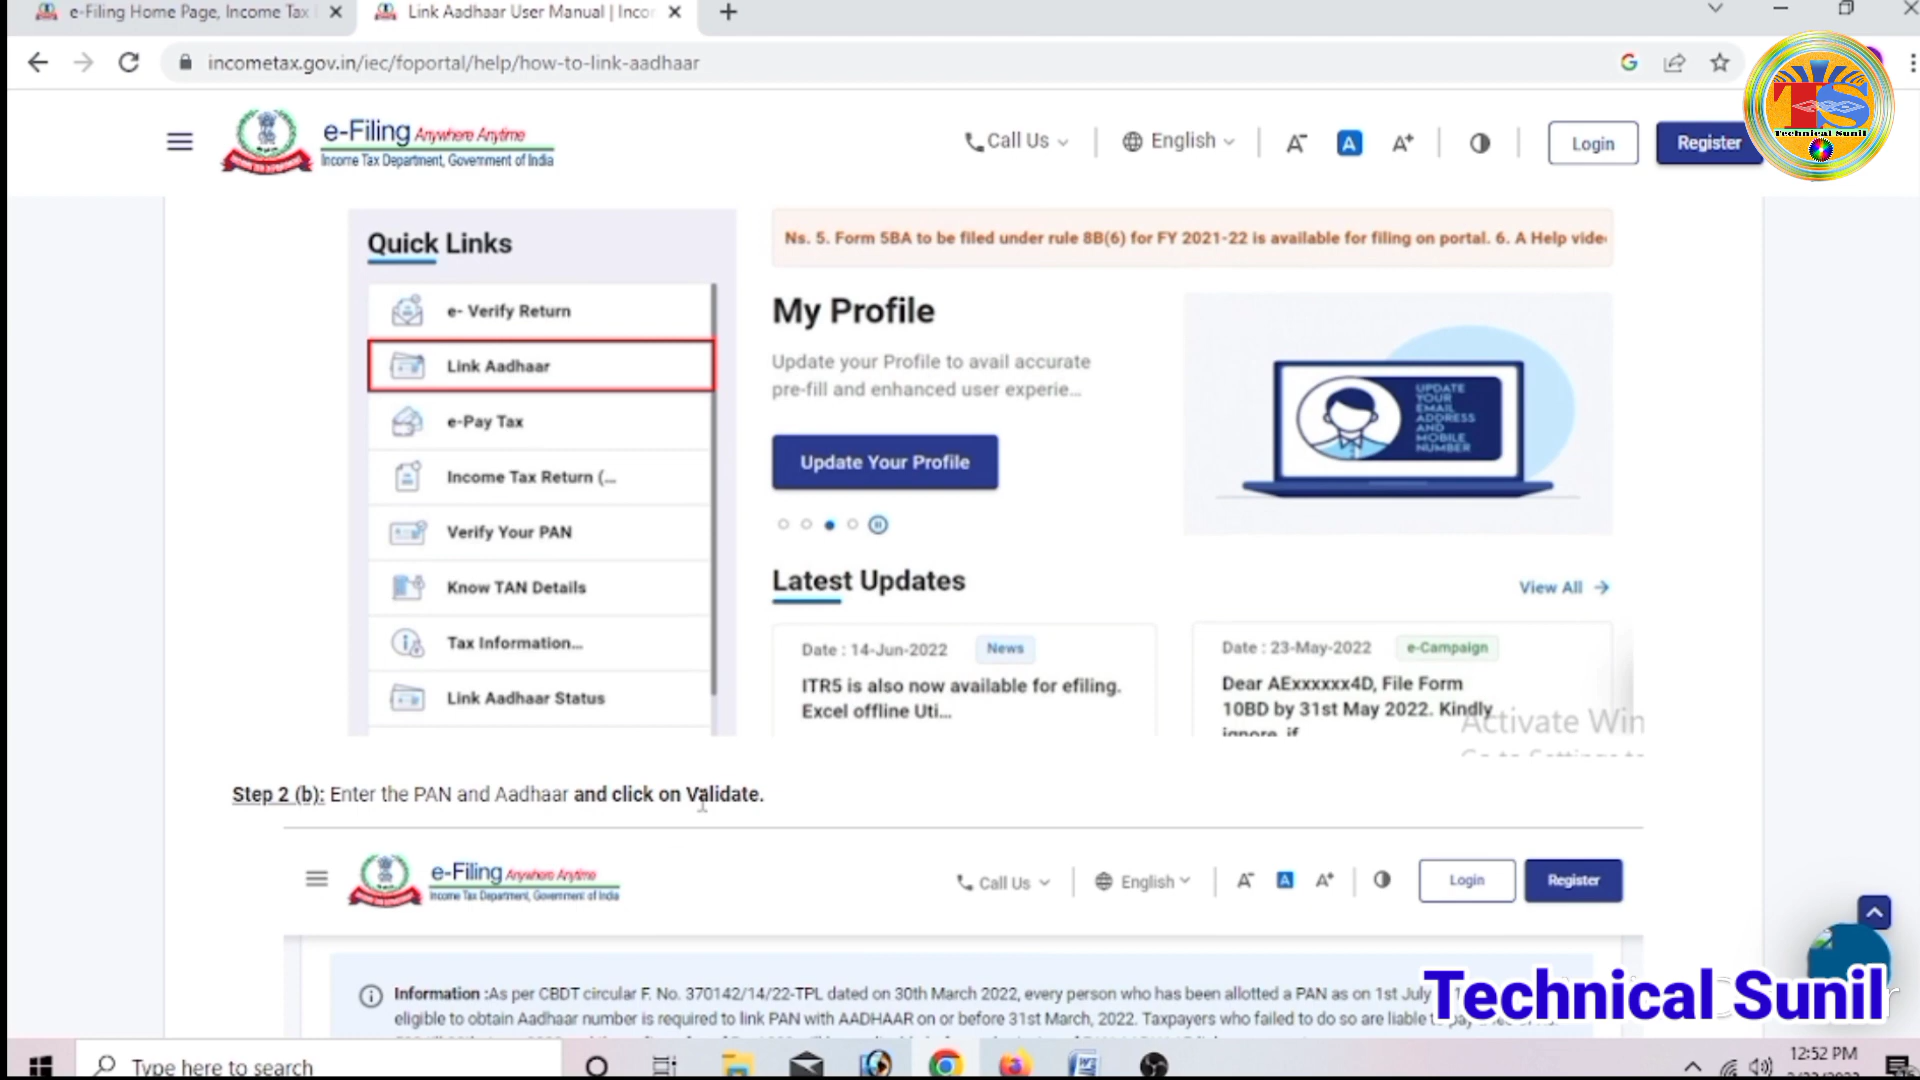 e-Filing Home Page, Income Tax
Link Aadhaar User Manual | Inco
incometax.gov.in/iec/foportal/help/how-to-link-aadhaar
TS
Technical Sunil
e-Filing Anywhere Anytime
Income Tax Department, Government of India
Call Us
English
A-
A
A+
Login
Register
Quick Links
e- Verify Return
Link Aadhaar
e-Pay Tax
Income Tax Return (...
Verify Your PAN
Know TAN Details
Tax Information...
Link Aadhaar Status
Ns. 5. Form 5BA to be filed under rule 8B(6) for FY 2021-22 is available for filing on portal. 6. A Help vide
My Profile
Update your Profile to avail accurate
pre-fill and enhanced user experie...
Update Your Profile
UPDATE
YOUR
EMAIL
ADDRESS
AND
MOBILE
NUMBER
Latest Updates
View All
Date : 14-Jun-2022 News
ITR5 is also now available for efiling.
Excel offline Uti...
Date : 23-May-2022 e-Campaign
Dear AExxxxxx4D, File Form
10BD by 31st May 2022. Kindly
ignore, if
Activate Win
Step 2 (b): Enter the PAN and Aadhaar and click on Validate.
e-Filing Anywhere Anytime
Income Tax Department, Government of India
Call Us
English
A-
A
A+
Login
Register
Information :As per CBDT circular F. No. 370142/14/22-TPL dated on 30th March 2022, every person who has been allotted a PAN as on 1st July
eligible to obtain Aadhaar number is required to link PAN with AADHAAR on or before 31st March, 2022. Taxpayers who failed to do so are liable to pay
Technical Sunil
Type here to search
12:52 PM